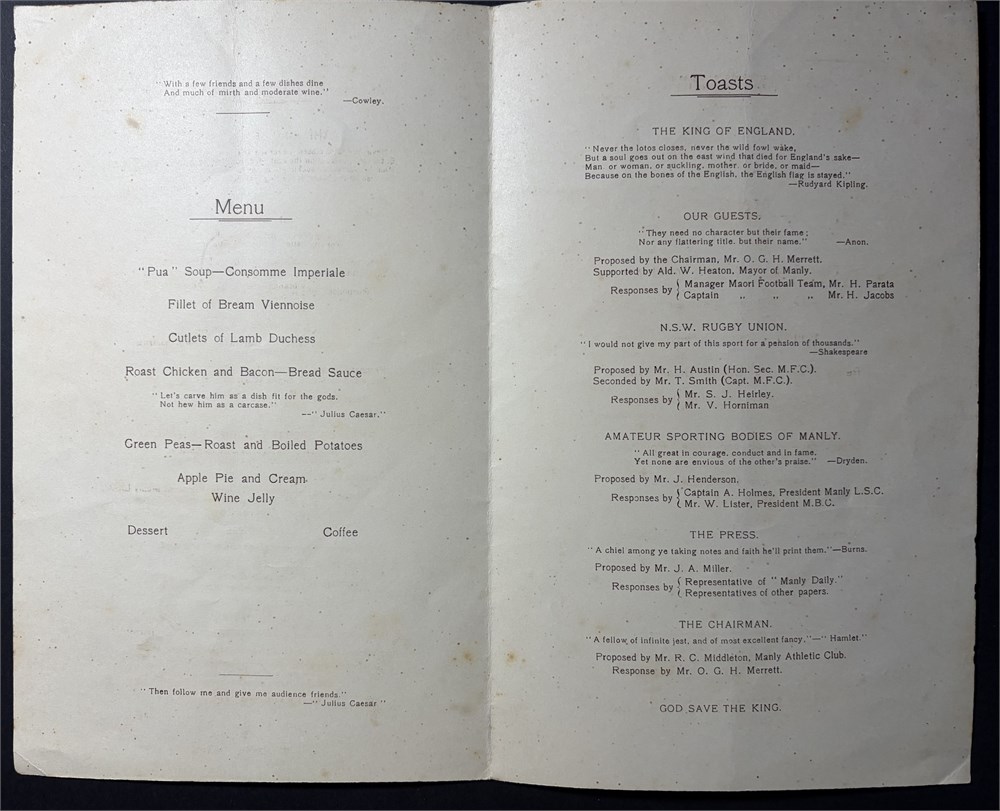 " With a few friends and a few dishes dine
And much of mirth and moderate wine."
—Cowley.
Menu
"Pua" Soup—Consomme Imperiale
Fillet of Bream Viennoise
Cutlets of Lamb Duchess
Roast Chicken and Bacon—Bread Sauce
" Let's carve him as a dish fit for the gods.
Not hew him as a carcase."
—" Julius Caesar."
Green Peas—Roast and Boiled Potatoes
Apple Pie and Cream
Wine Jelly
Dessert Coffee
" Then follow me and give me audience friends."
—" Julius Caesar "
Toasts
THE KING OF ENGLAND.
" Never the lotos closes, never the wild fowl wake,
But a soul goes out on the east wind that died for England's sake—
Man or woman, or suckling, mother, or bride, or maid—
Because on the bones of the English, the English flag is stayed."
—Rudyard Kipling.
OUR GUESTS.
" They need no character but their fame ;
Nor any flattering title, but their name." —Anon.
Proposed by the Chairman, Mr. O. G. H. Merrett.
Supported by Ald. W. Heaton, Mayor of Manly.
Responses by { Manager Maori Football Team, Mr. H. Parata
Captain ,, ,, ,, Mr. H. Jacobs
N.S.W. RUGBY UNION.
" I would not give my part of this sport for a pension of thousands."
—Shakespeare
Proposed by Mr. H. Austin (Hon. Sec. M.F.C.).
Seconded by Mr. T. Smith (Capt. M.F.C.).
Responses by { Mr. S. J. Heirley.
Mr. V. Horniman
AMATEUR SPORTING BODIES OF MANLY.
" All great in courage, conduct and in fame,
Yet none are envious of the other's praise." —Dryden.
Proposed by Mr. J. Henderson.
Responses by { Captain A. Holmes, President Manly L.S.C.
Mr. W. Lister, President M.B.C.
THE PRESS.
" A chiel among ye taking notes and faith he'll print them."—Burns.
Proposed by Mr. J. A. Miller.
Responses by { Representative of " Manly Daily."
Representatives of other papers.
THE CHAIRMAN.
" A fellow of infinite jest, and of most excellent fancy."—" Hamlet."
Proposed by Mr. R. C. Middleton, Manly Athletic Club.
Response by Mr. O. G. H. Merrett.
GOD SAVE THE KING.